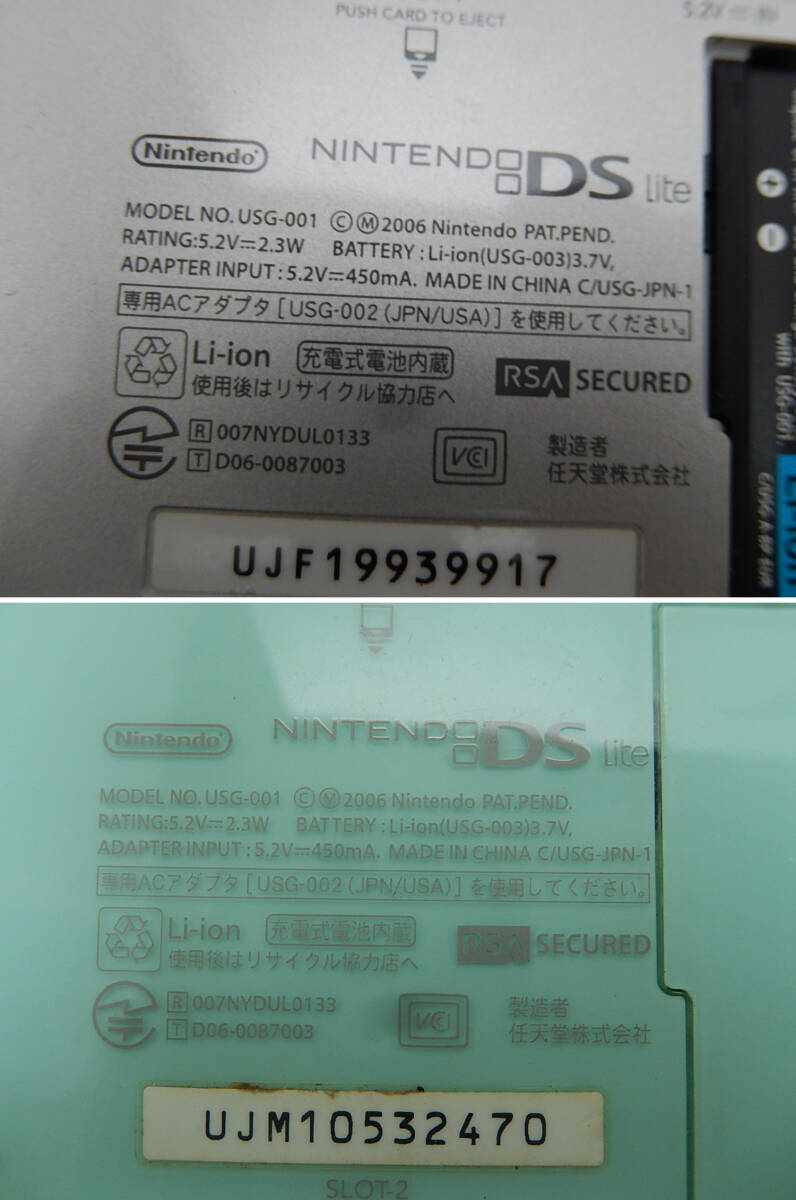 PUSH CARD TO EJECT
5.2V⎓
Nintendo
NINTENDO DS Lite
MODEL NO. USG-001 ⒸⓂ2006 Nintendo PAT.PEND.
RATING:5.2V⎓2.3W BATTERY : Li-ion(USG-003)3.7V,
ADAPTER INPUT : 5.2V⎓450mA. MADE IN CHINA C/USG-JPN-1
専用ACアダプタ[USG-002 (JPN/USA)]を使用してください。
Li-ion 充電式電池内蔵
使用後はリサイクル協力店へ
RSA SECURED
R 007NYDUL0133
T D06-0087003
VCI
製造者
任天堂株式会社
UJF19939917
with USG-001.
C/USG-A-BP-EUR
Nintendo
NINTENDO DS Lite
MODEL NO. USG-001 ⒸⓂ2006 Nintendo PAT.PEND.
RATING:5.2V⎓2.3W BATTERY : Li-ion(USG-003)3.7V,
ADAPTER INPUT : 5.2V⎓450mA. MADE IN CHINA C/USG-JPN-1
専用ACアダプタ[USG-002 (JPN/USA)]を使用してください。
Li-ion 充電式電池内蔵
使用後はリサイクル協力店へ
RSA SECURED
R 007NYDUL0133
T D06-0087003
VCI
製造者
任天堂株式会社
UJM10532470
SLOT-2